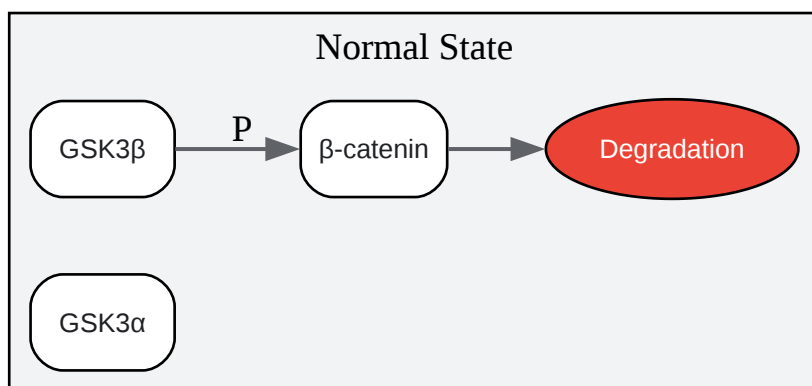 Normal State
GSK3β
P
β-catenin
Degradation
GSK3α